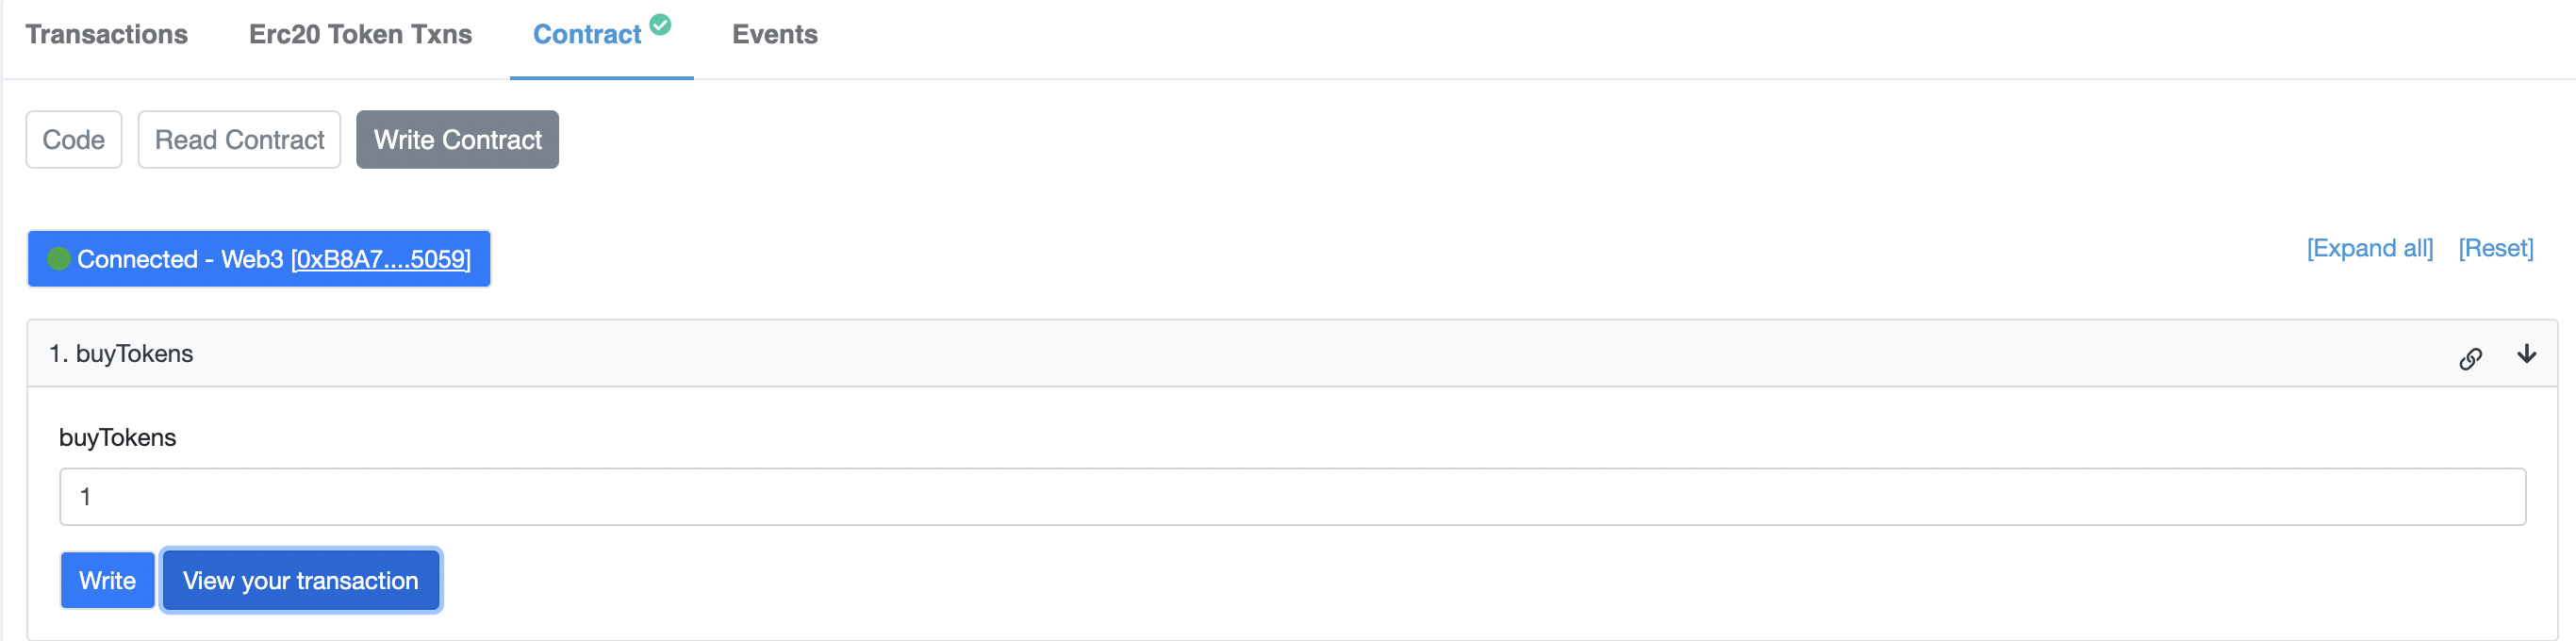 Transactions Erc20 Token Txns Contract Events
Code Read Contract Write Contract
Connected - Web3 [0xB8A7....5059] [Expand all] [Reset]
1. buyTokens
buyTokens
1
Write View your transaction